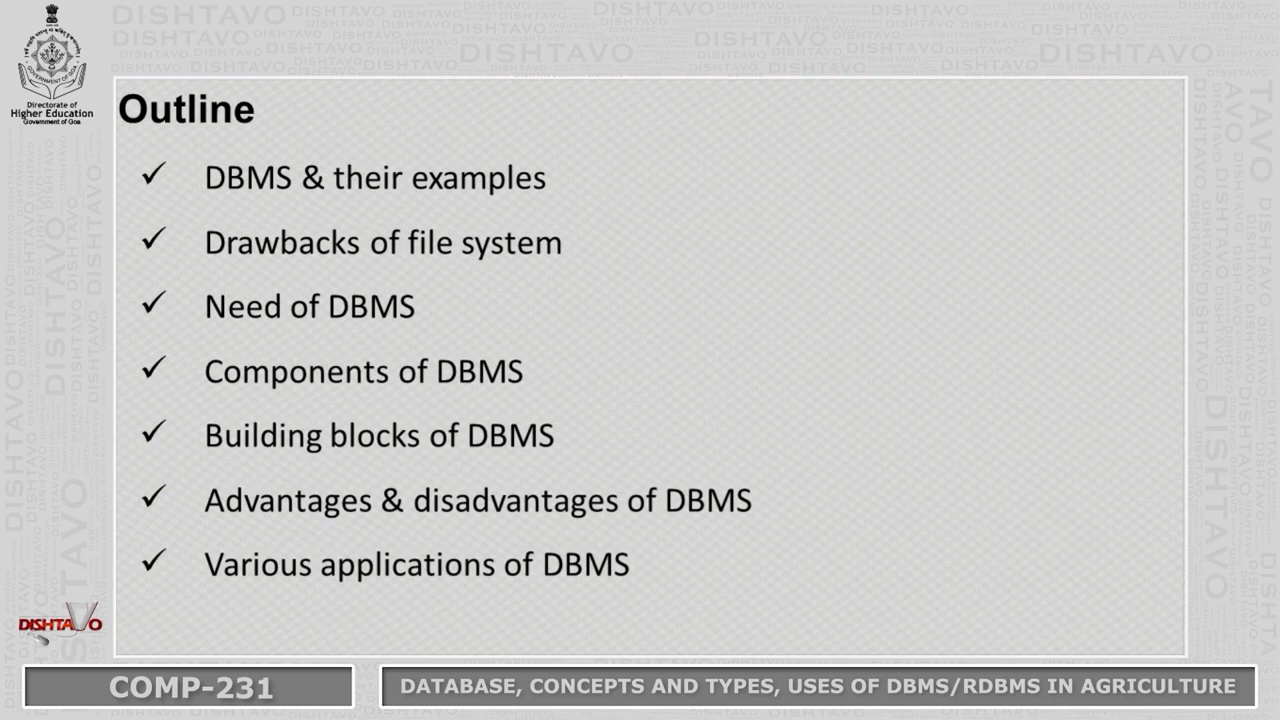 Directorate of
Higher Education
Government of Goa
Outline
✓ DBMS & their examples
✓ Drawbacks of file system
✓ Need of DBMS
✓ Components of DBMS
✓ Building blocks of DBMS
✓ Advantages & disadvantages of DBMS
✓ Various applications of DBMS
DISHTAVO
COMP-231
DATABASE, CONCEPTS AND TYPES, USES OF DBMS/RDBMS IN AGRICULTURE